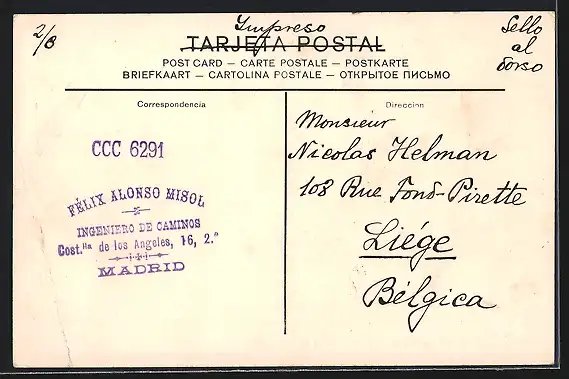 2/8
Impreso
Sello
al
dorso
TARJETA POSTAL
POST CARD — CARTE POSTALE — POSTKARTE
BRIEFKAART — CARTOLINA POSTALE — ОТКРЫТОЕ ПИСЬМО
Correspondencia
CCC 6291
FÉLIX ALONSO MISOL
INGENIERO DE CAMINOS
Cost.ᴵᴵᵃ de los Angeles, 16, 2.°
MADRID
Direccion
Monsieur
Nicolas Helman
108 Rue Fond-Pirette
Liége
Bélgica